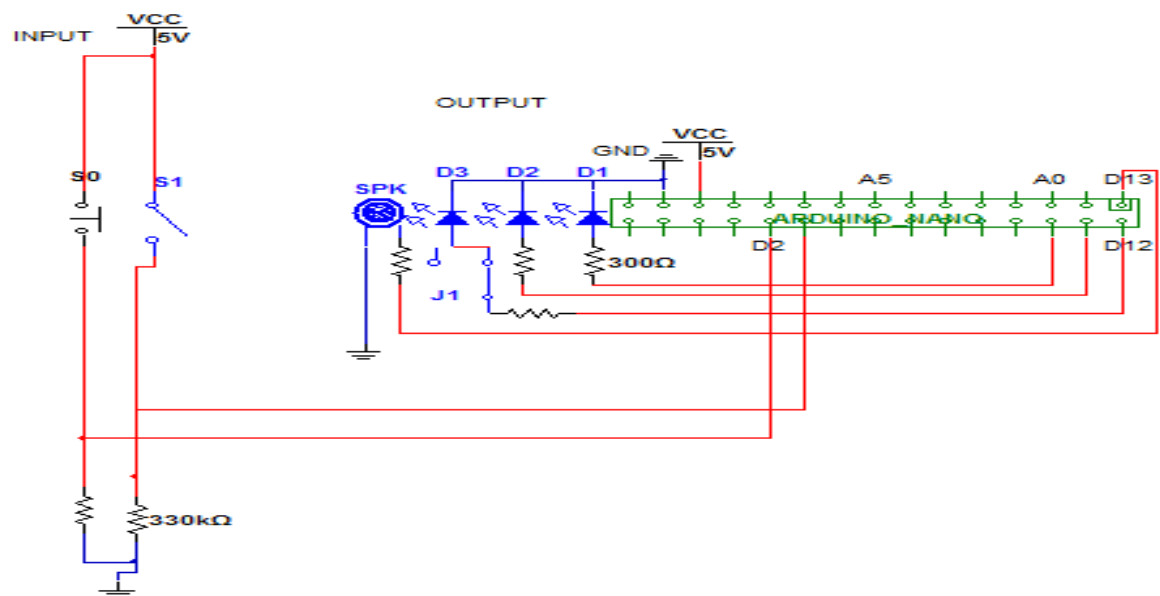 VCC
5V
INPUT
OUTPUT
VCC
5V
GND
S0
S1
SPK
D3
D2
D1
A5
A0
D13
ARDUINO_NANO
D2
D12
300Ω
J1
330kΩ